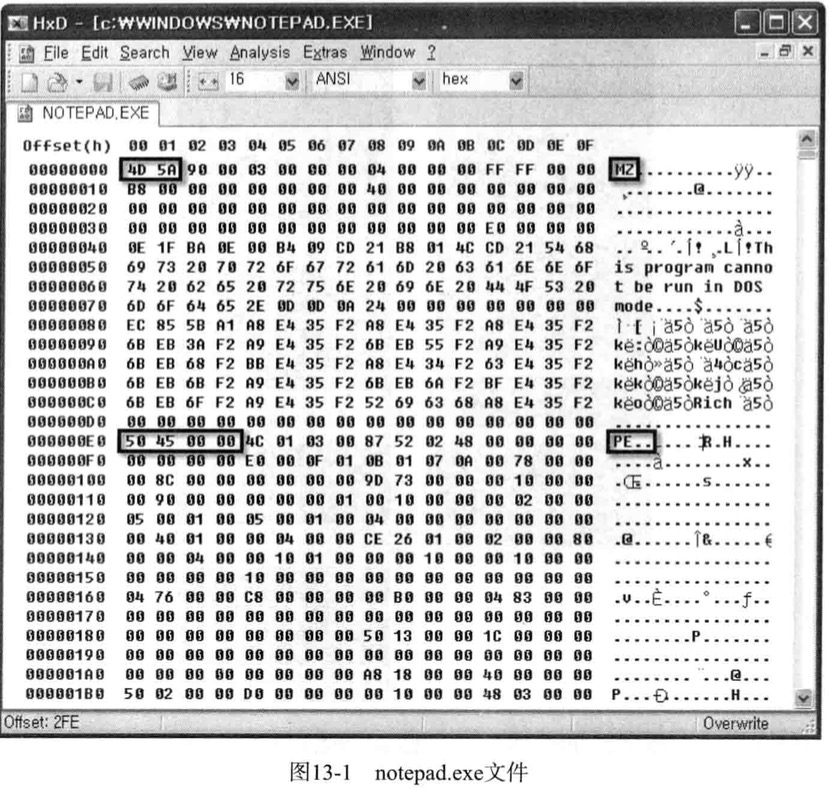 HxD - [c:₩WINDOWS₩NOTEPAD.EXE]
File Edit Search View Analysis Extras Window ?
16 ANSI hex
NOTEPAD.EXE
Offset(h) 00 01 02 03 04 05 06 07 08 09 0A 0B 0C 0D 0E 0F
00000000 4D 5A 90 00 03 00 00 00 04 00 00 00 FF FF 00 00 MZ..........ÿÿ..
00000010 B8 00 00 00 00 00 00 00 40 00 00 00 00 00 00 00 ¸.......@.......
00000020 00 00 00 00 00 00 00 00 00 00 00 00 00 00 00 00 ................
00000030 00 00 00 00 00 00 00 00 00 00 00 00 E0 00 00 00 ............à...
00000040 0E 1F BA 0E 00 B4 09 CD 21 B8 01 4C CD 21 54 68 ..º..´.Í!¸.LÍ!Th
00000050 69 73 20 70 72 6F 67 72 61 6D 20 63 61 6E 6E 6F is program canno
00000060 74 20 62 65 20 72 75 6E 20 69 6E 20 44 4F 53 20 t be run in DOS
00000070 6D 6F 64 65 2E 0D 0D 0A 24 00 00 00 00 00 00 00 mode....$.......
00000080 EC 85 5B A1 A8 E4 35 F2 A8 E4 35 F2 A8 E4 35 F2 ì…[¡¨ä5ò¨ä5ò¨ä5ò
00000090 6B EB 3A F2 A9 E4 35 F2 6B EB 55 F2 A9 E4 35 F2 kë:ò©ä5òkëUò©ä5ò
000000A0 6B EB 68 F2 BB E4 35 F2 A8 E4 34 F2 63 E4 35 F2 këhò»ä5ò¨ä4òcä5ò
000000B0 6B EB 6B F2 A9 E4 35 F2 6B EB 6A F2 BF E4 35 F2 këkò©ä5òkëjò¿ä5ò
000000C0 6B EB 6F F2 A9 E4 35 F2 52 69 63 68 A8 E4 35 F2 këoò©ä5òRich¨ä5ò
000000D0 00 00 00 00 00 00 00 00 00 00 00 00 00 00 00 00 ................
000000E0 50 45 00 00 4C 01 03 00 87 52 02 48 00 00 00 00 PE..L...‡R.H....
000000F0 00 00 00 00 E0 00 0F 01 0B 01 07 0A 00 78 00 00 ....à........x..
00000100 00 8C 00 00 00 00 00 00 9D 73 00 00 00 10 00 00 .Œ.......s......
00000110 00 90 00 00 00 00 00 01 00 10 00 00 00 02 00 00 ................
00000120 05 00 01 00 05 00 01 00 04 00 00 00 00 00 00 00 ................
00000130 00 40 01 00 00 04 00 00 CE 26 01 00 02 00 00 80 .@......Î&.....€
00000140 00 00 04 00 00 10 01 00 00 00 10 00 00 10 00 00 ................
00000150 00 00 00 00 10 00 00 00 00 00 00 00 00 00 00 00 ................
00000160 04 76 00 00 C8 00 00 00 00 B0 00 00 04 83 00 00 .v..È....°...ƒ..
00000170 00 00 00 00 00 00 00 00 00 00 00 00 00 00 00 00 ................
00000180 00 00 00 00 00 00 00 00 50 13 00 00 1C 00 00 00 ........P.......
00000190 00 00 00 00 00 00 00 00 00 00 00 00 00 00 00 00 ................
000001A0 00 00 00 00 00 00 00 00 A8 18 00 00 40 00 00 00 ........¨...@...
000001B0 50 02 00 00 D0 00 00 00 00 10 00 00 48 03 00 00 P...Ð.......H...
Offset: 2FE Overwrite
图13-1 notepad.exe文件